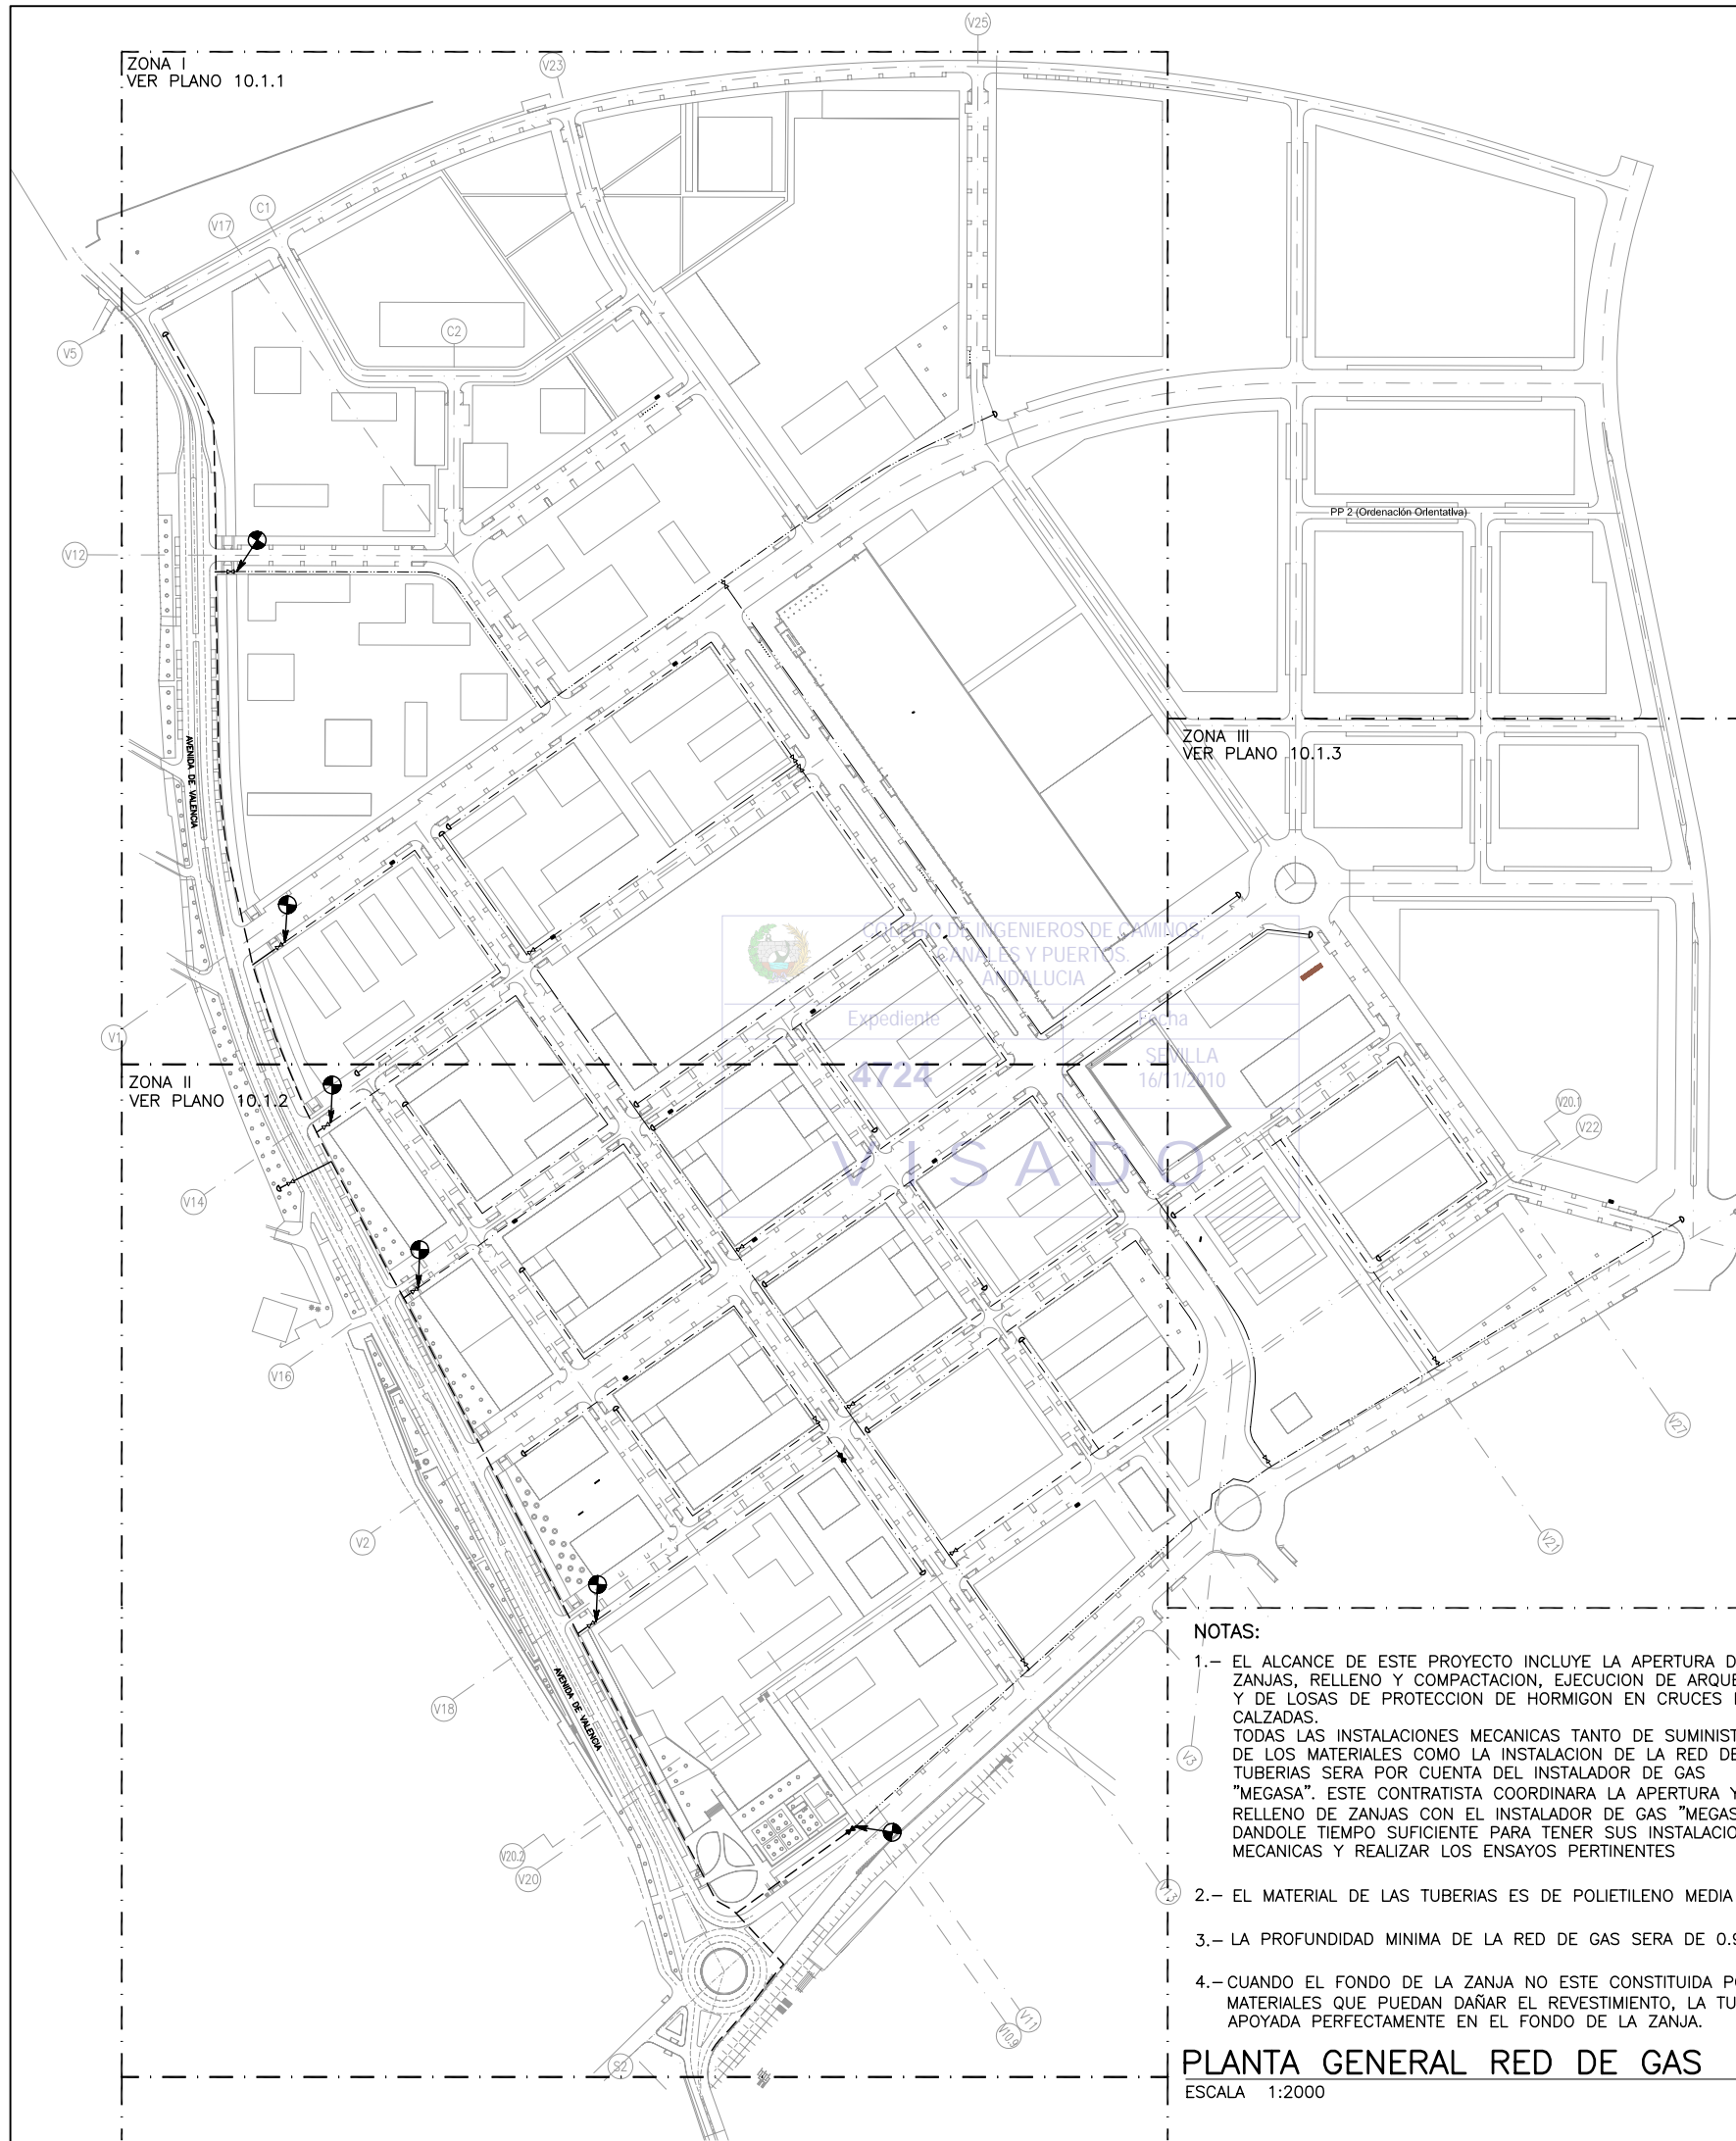 V25
ZONA I
VER PLANO 10.1.1
V23
C1
V17
C2
V5
PP 2 (Ordenación Orientativa)
V12
ZONA III
VER PLANO 10.1.3
AVENIDA DE VALENCIA
COLEGIO DE INGENIEROS DE CAMINOS,
CANALES Y PUERTOS.
ANDALUCIA
Expediente
Fecha
4724
SEVILLA
16/11/2010
VISADO
V1
ZONA II
VER PLANO 10.1.2
V20.1
V22
V14
V16
V27
V2
V21
V18
AVENIDA DE VALENCIA
V3
V20.2
V20
V13
V11
V10.9
S2
NOTAS:
1.- EL ALCANCE DE ESTE PROYECTO INCLUYE LA APERTURA D
ZANJAS, RELLENO Y COMPACTACION, EJECUCION DE ARQUE
Y DE LOSAS DE PROTECCION DE HORMIGON EN CRUCES
CALZADAS.
TODAS LAS INSTALACIONES MECANICAS TANTO DE SUMINIST
DE LOS MATERIALES COMO LA INSTALACION DE LA RED DE
TUBERIAS SERA POR CUENTA DEL INSTALADOR DE GAS
"MEGASA". ESTE CONTRATISTA COORDINARA LA APERTURA Y
RELLENO DE ZANJAS CON EL INSTALADOR DE GAS "MEGAS
DANDOLE TIEMPO SUFICIENTE PARA TENER SUS INSTALACIO
MECANICAS Y REALIZAR LOS ENSAYOS PERTINENTES
2.- EL MATERIAL DE LAS TUBERIAS ES DE POLIETILENO MEDIA
3.- LA PROFUNDIDAD MINIMA DE LA RED DE GAS SERA DE 0.9
4.- CUANDO EL FONDO DE LA ZANJA NO ESTE CONSTITUIDA PO
MATERIALES QUE PUEDAN DAÑAR EL REVESTIMIENTO, LA TU
APOYADA PERFECTAMENTE EN EL FONDO DE LA ZANJA.
PLANTA GENERAL RED DE GAS
ESCALA 1:2000